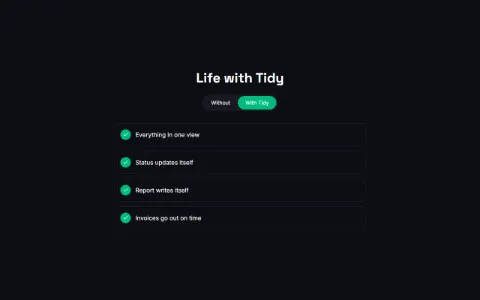 Life with Tidy
Without
With Tidy
Everything in one view
Status updates itself
Report writes itself
Invoices go out on time